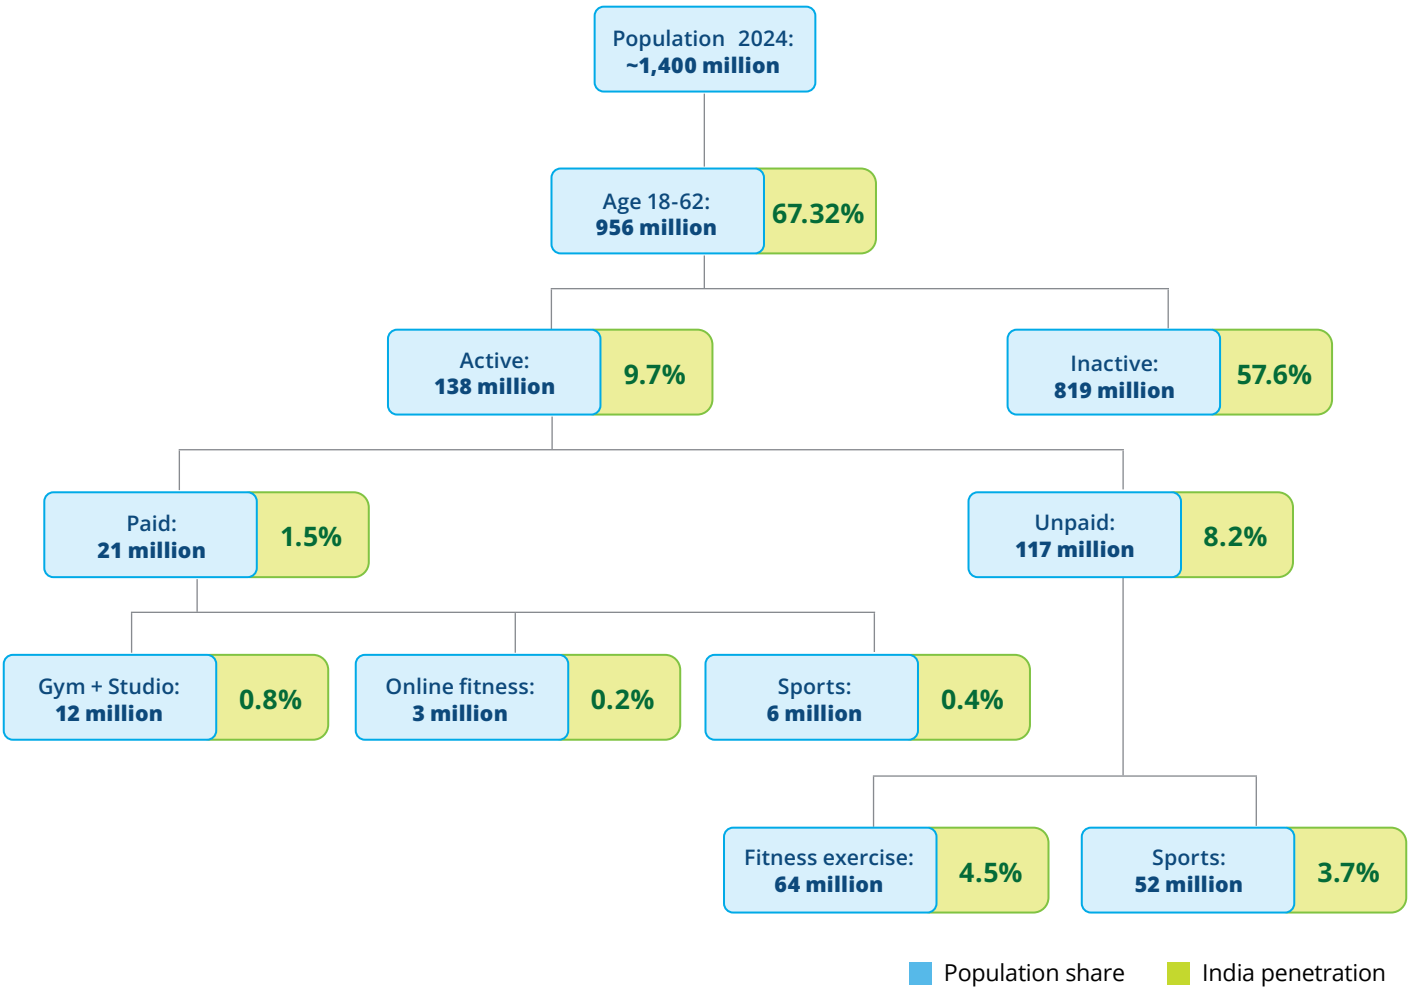 Population 2024:
~1,400 million
Age 18-62:
956 million
67.32%
Active:
138 million
9.7%
Inactive:
819 million
57.6%
Paid:
21 million
1.5%
Unpaid:
117 million
8.2%
Gym + Studio:
12 million
0.8%
Online fitness:
3 million
0.2%
Sports:
6 million
0.4%
Fitness exercise:
64 million
4.5%
Sports:
52 million
3.7%
Population share
India penetration